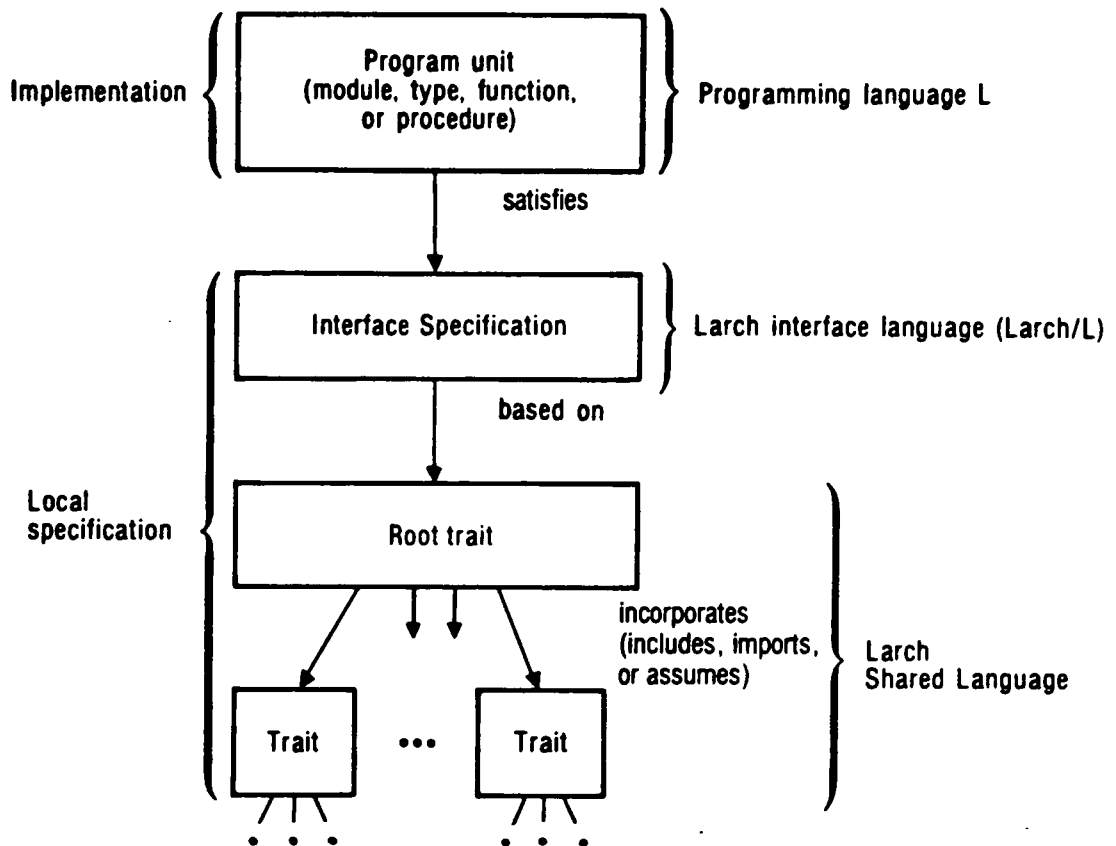 Program unit
(module, type, function,
or procedure)
Implementation
Programming language L
satisfies
Interface Specification
Larch interface language (Larch/L)
based on
Local
specification
Root trait
incorporates
(includes, imports,
or assumes)
Larch
Shared Language
Trait
•••
Trait